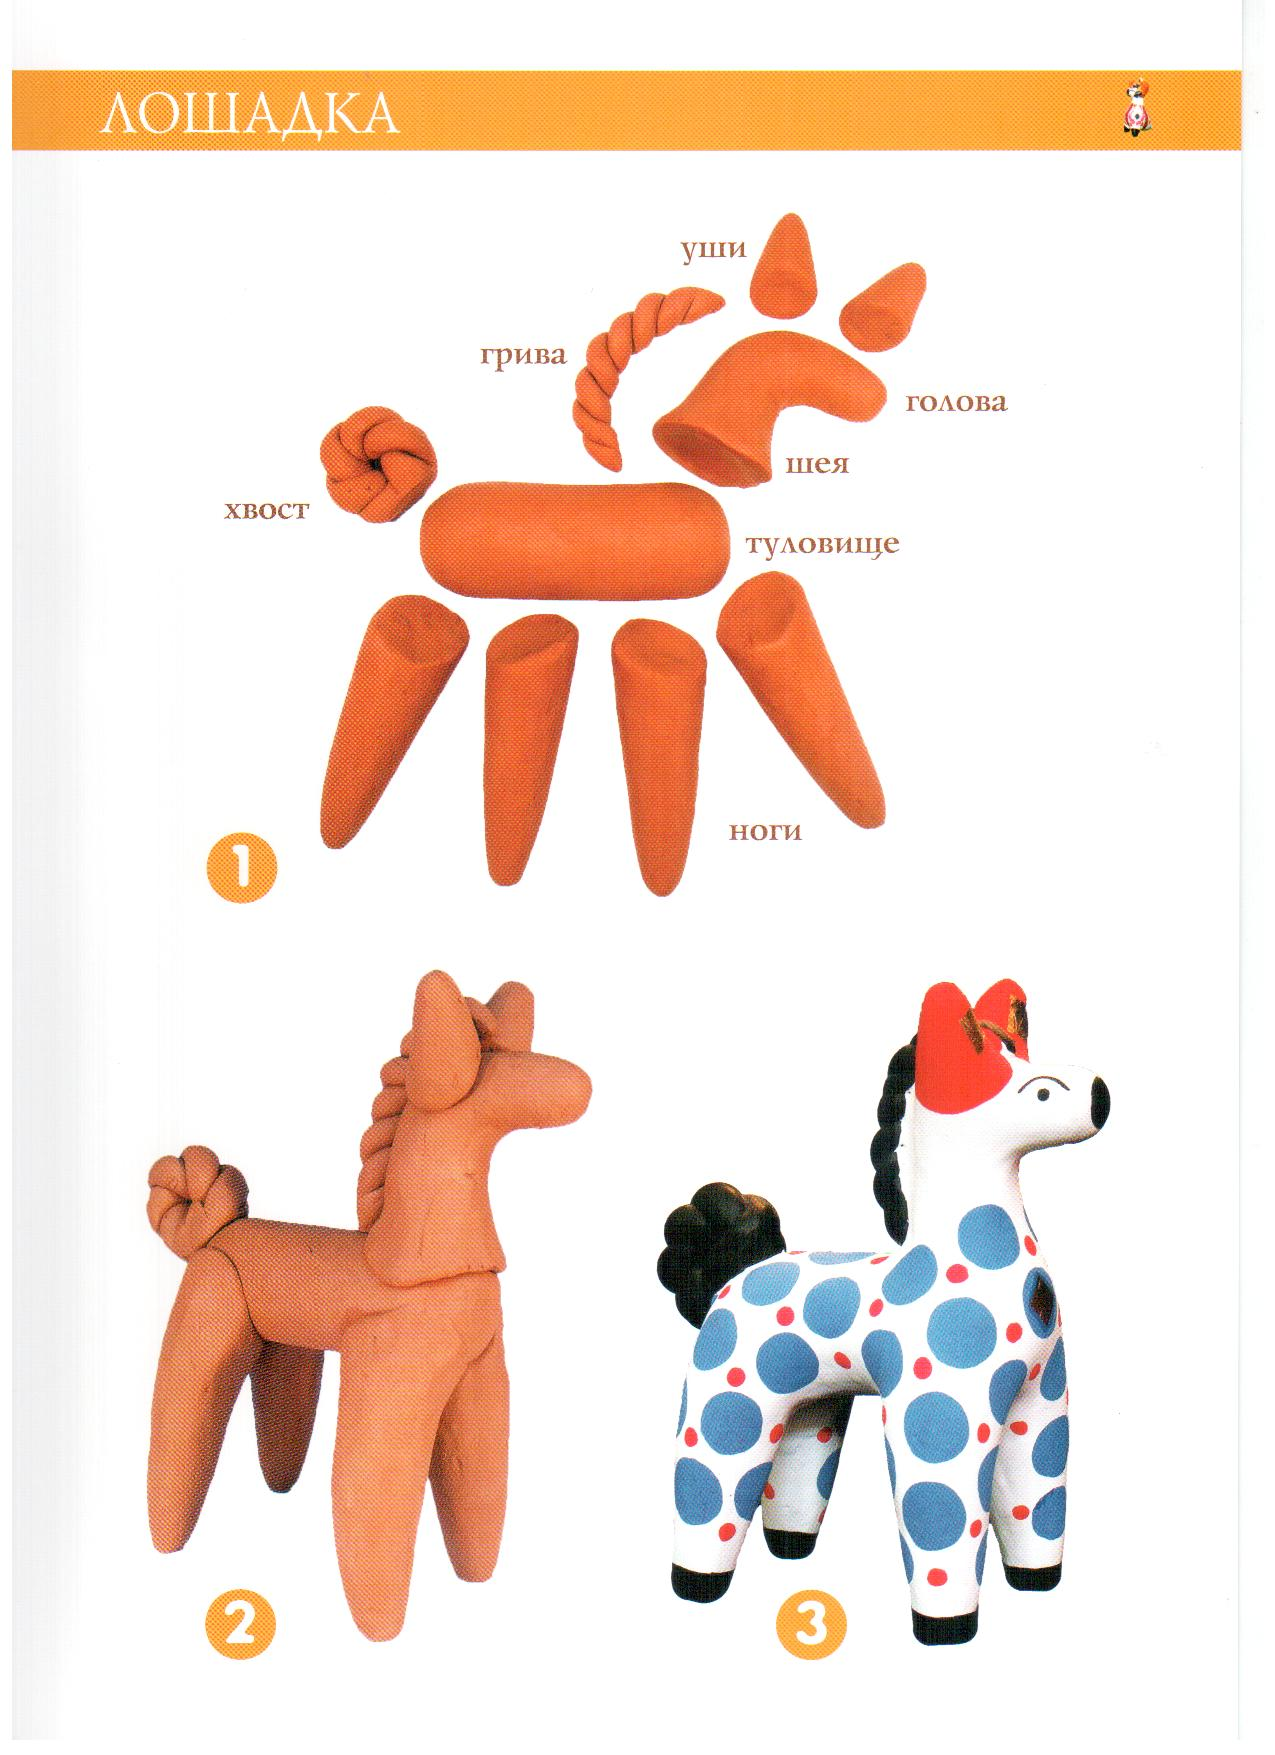 ЛОШАДКА
уши
грива
голова
шея
хвост
туловище
ноги
1
2
3